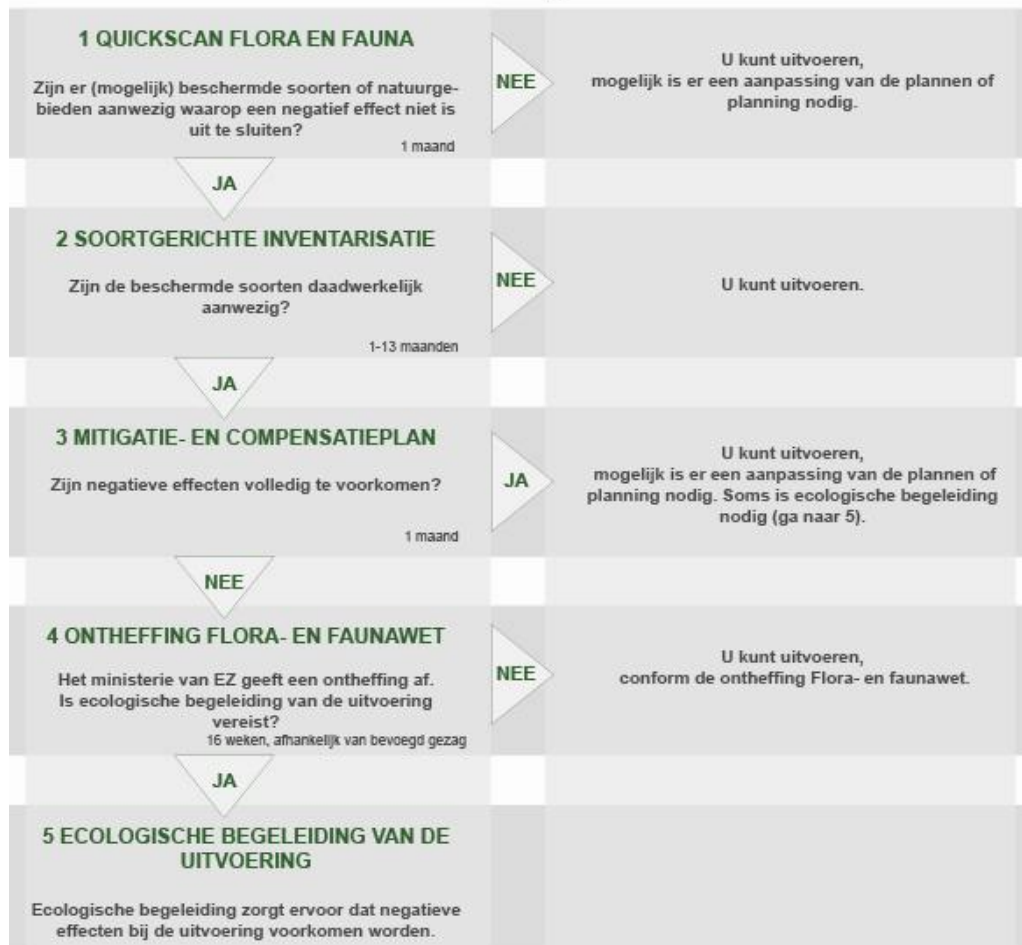 1 QUICKSCAN FLORA EN FAUNA
Zijn er (mogelijk) beschermde soorten of natuurge-
bieden aanwezig waarop een negatief effect niet is
uit te sluiten?
1 maand
NEE
U kunt uitvoeren,
mogelijk is er een aanpassing van de plannen of
planning nodig.
JA
2 SOORTGERICHTE INVENTARISATIE
Zijn de beschermde soorten daadwerkelijk
aanwezig?
1-13 maanden
NEE
U kunt uitvoeren.
JA
3 MITIGATIE- EN COMPENSATIEPLAN
Zijn negatieve effecten volledig te voorkomen?
1 maand
JA
U kunt uitvoeren,
mogelijk is er een aanpassing van de plannen of
planning nodig. Soms is ecologische begeleiding
nodig (ga naar 5).
NEE
4 ONTHEFFING FLORA- EN FAUNAWET
Het ministerie van EZ geeft een ontheffing af.
Is ecologische begeleiding van de uitvoering
vereist?
16 weken, afhankelijk van bevoegd gezag
NEE
U kunt uitvoeren,
conform de ontheffing Flora- en faunawet.
JA
5 ECOLOGISCHE BEGELEIDING VAN DE
UITVOERING
Ecologische begeleiding zorgt ervoor dat negatieve
effecten bij de uitvoering voorkomen worden.